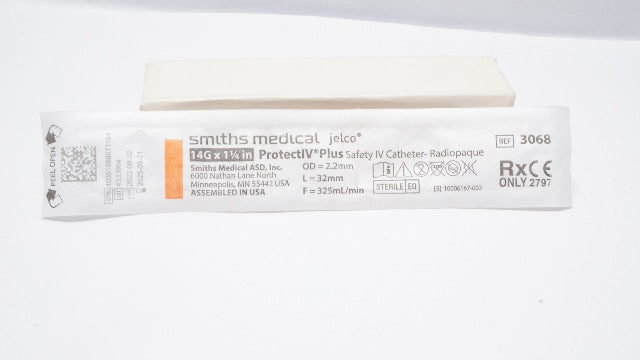 PEEL OPEN
smiths medical jelco®
14G x 1¼ in ProtectIV® Plus Safety IV Catheter- Radiopaque
Smiths Medical ASD, Inc.
6000 Nathan Lane North
Minneapolis, MN 55442 USA
ASSEMBLED IN USA
OD = 2.2mm
L = 32mm
F = 325mL/min
STERILE EO
REF 3068
Rx CE
ONLY 2797